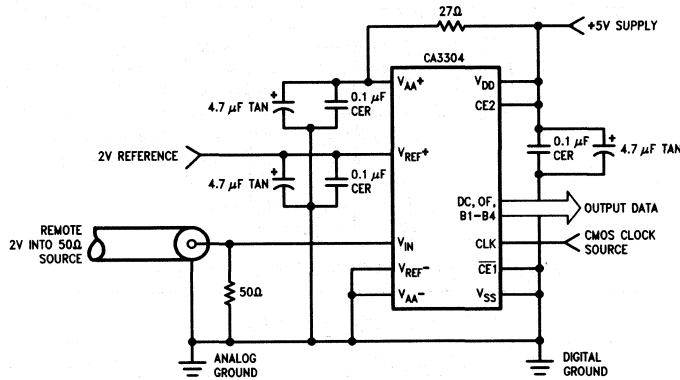 27Ω
+5V SUPPLY
CA3304
VAA+
VDD
4.7 μF TAN
+
0.1 μF
CER
CE2
2V REFERENCE
VREF+
+
4.7 μF TAN
0.1 μF
CER
0.1 μF
CER
+
4.7 μF TAN
DC, OF,
B1–B4
OUTPUT DATA
REMOTE
2V INTO 50Ω
SOURCE
VIN
CLK
CMOS CLOCK
SOURCE
VREF-
CE1
50Ω
VAA-
VSS
ANALOG
GROUND
DIGITAL
GROUND